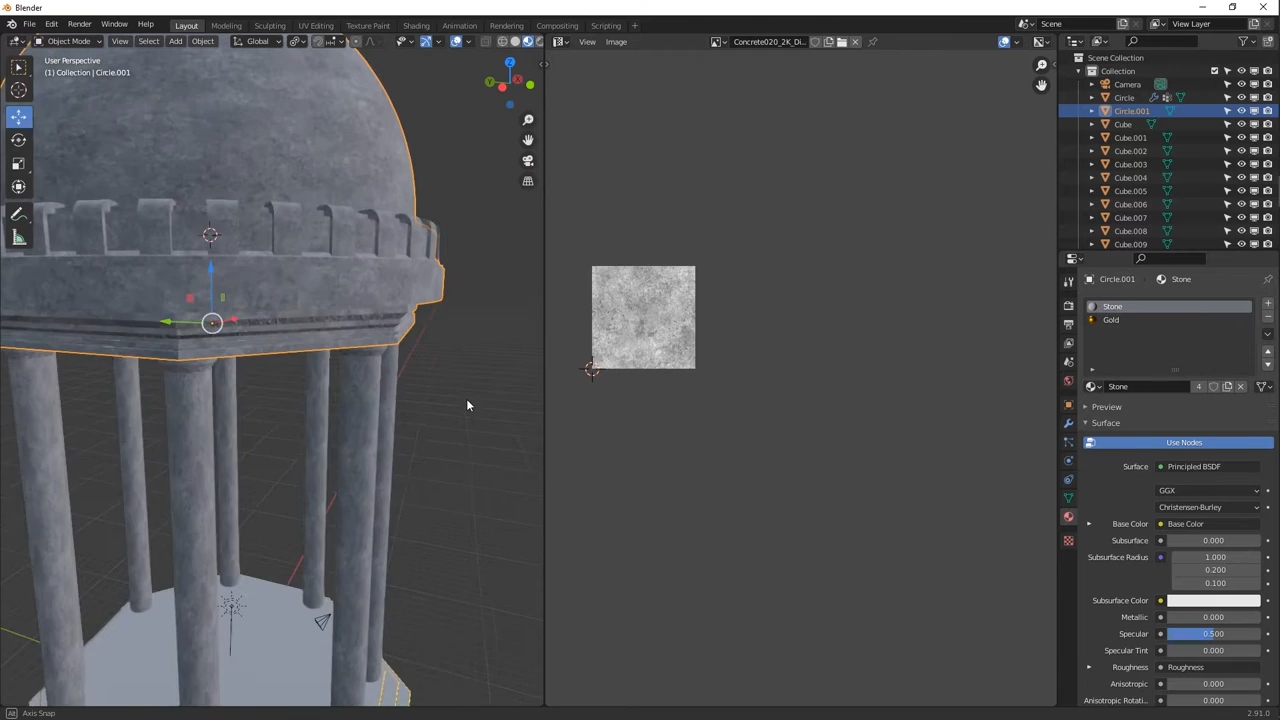 Blender
File Edit Render Window Help Layout Modeling Sculpting UV Editing Texture Paint Shading Animation Rendering Compositing Scripting + Scene View Layer
Object Mode View Select Add Object Global View Image Concrete020_2K_Di...
User Perspective
(1) Collection | Circle.001
Z
Y
X
Scene Collection
Collection
Camera
Circle
Circle.001
Cube
Cube.001
Cube.002
Cube.003
Cube.004
Cube.005
Cube.006
Cube.007
Cube.008
Cube.009
Circle.001 > Stone
Stone
Gold
Stone 4
Preview
Surface
Use Nodes
Surface Principled BSDF
GGX
Christensen-Burley
Base Color Base Color
Subsurface 0.000
Subsurface Radius 1.000
0.200
0.100
Subsurface Color
Metallic 0.000
Specular 0.500
Specular Tint 0.000
Roughness Roughness
Anisotropic 0.000
Anisotropic Rotati... 0.000
Alt Axis Snap 2.91.0